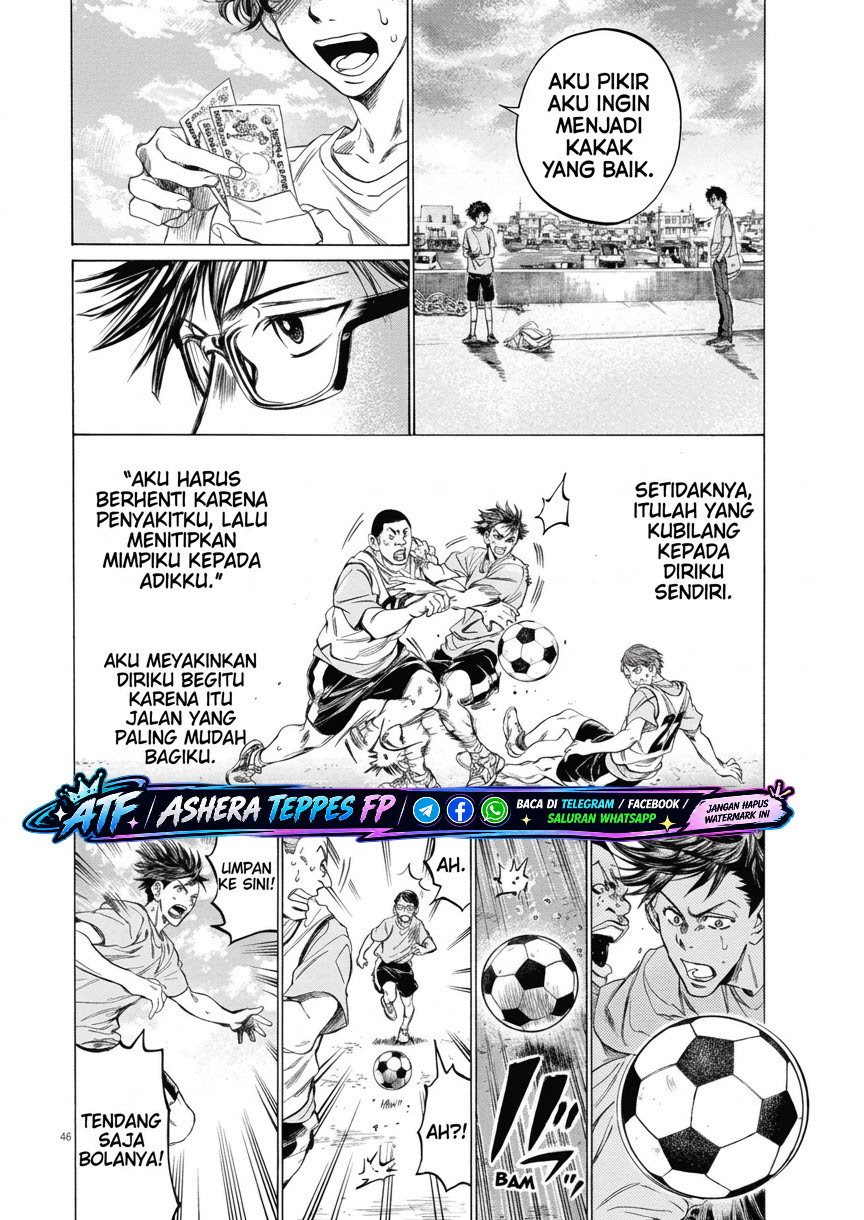 AKU PIKIR
AKU INGIN
MENJADI
KAKAK
YANG BAIK.
SETIDAKNYA,
ITULAH YANG
KUBILANG
KEPADA
DIRIKU
SENDIRI.
"AKU HARUS
BERHENTI KARENA
PENYAKITKU, LALU
MENITIPKAN
MIMPIKU KEPADA
ADIKKU."
AKU MEYAKINKAN
DIRIKU BEGITU
KARENA ITU
JALAN YANG
PALING MUDAH
BAGIKU.
21
ATF
ASHERA TEPPES FP
BACA DI TELEGRAM / FACEBOOK /
SALURAN WHATSAPP
JANGAN HAPUS
WATERMARK INI
BAM
AH.
AH?!
UMPAN
KE SINI!
TENDANG
SAJA
BOLANYA!
46